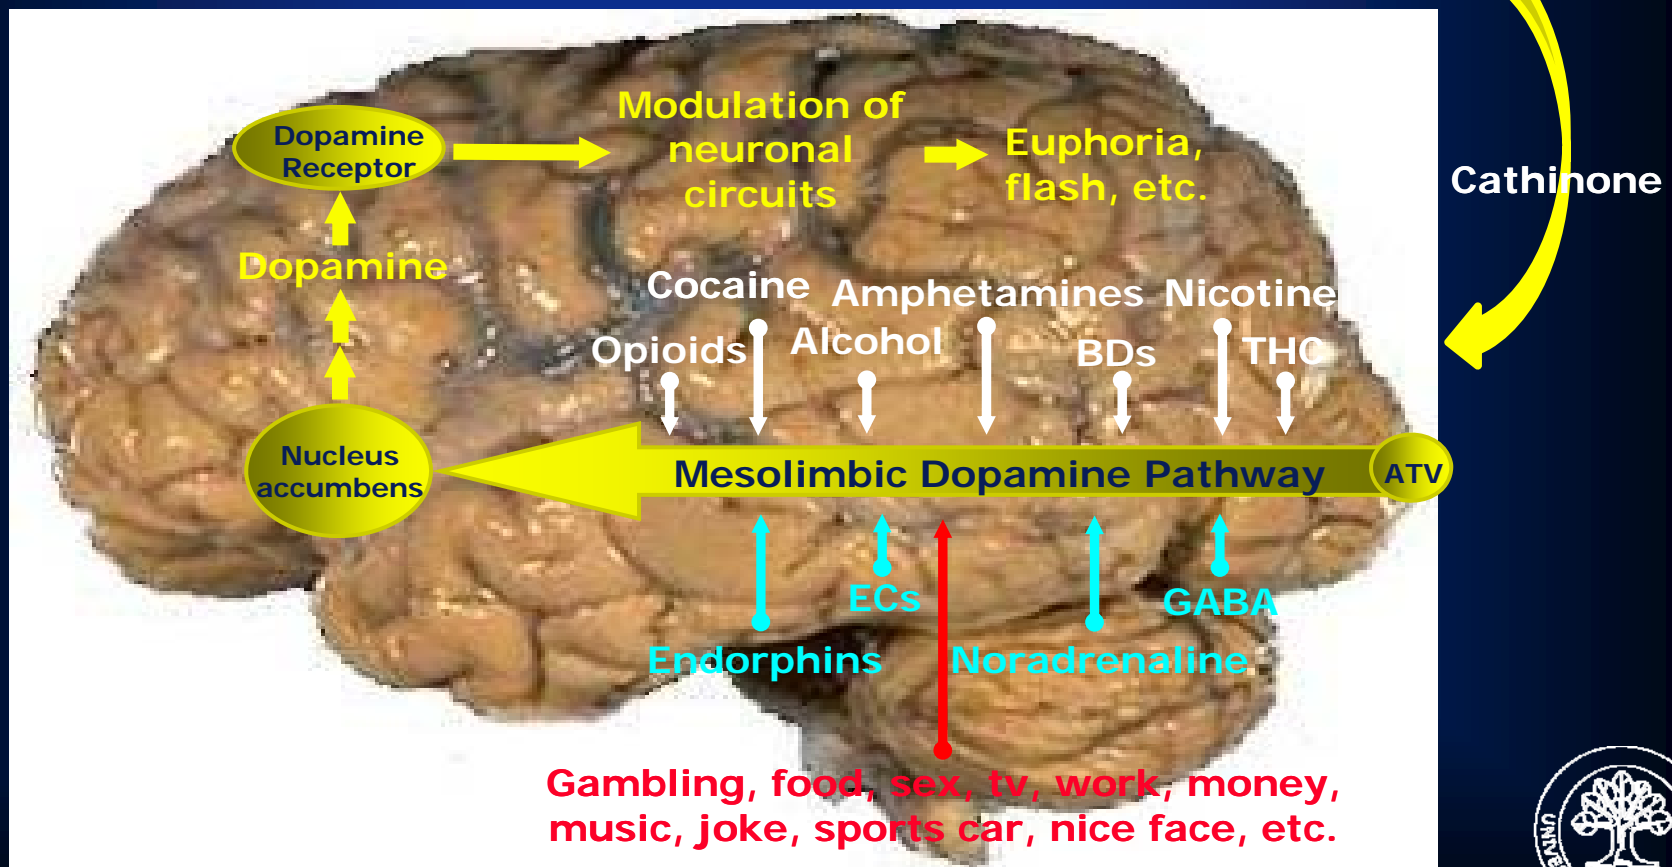 Modulation of
neuronal
circuits
Dopamine
Receptor
Euphoria,
flash, etc.
Cathinone
Dopamine
Cocaine
Amphetamines
Nicotine
Opioids
Alcohol
BDs
THC
Nucleus
accumbens
Mesolimbic Dopamine Pathway
ATV
ECs
GABA
Endorphins
Noradrenaline
Gambling, food, sex, tv, work, money,
music, joke, sports car, nice face, etc.